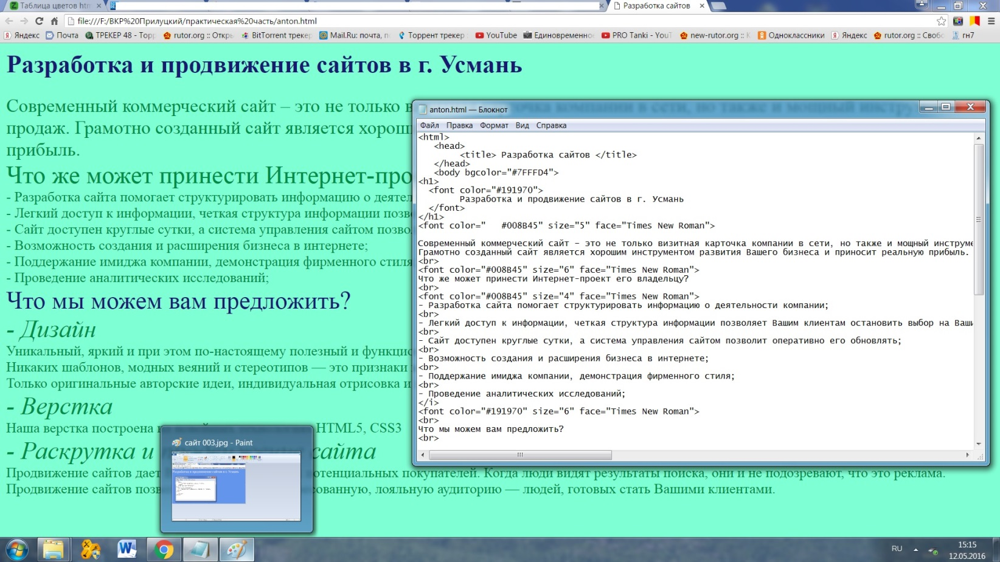 Таблица цветов htm
Разработка сайтов
file:///F:/ВКР%20Прилуцкий/практическая%20часть/anton.html
Яндекс Почта ТРЕКЕР 48 - Торр rutor.org :: Откры BitTorrent трекер Mail.Ru: почта, п Торрент трекер YouTube Единовременно PRO Tanki - YouT new-rutor.org :: К Одноклассники Яндекс rutor.org :: Своб гн7
Разработка и продвижение сайтов в г. Усмань
Современный коммерческий сайт – это не только в
продаж. Грамотно созданный сайт является хорош
прибыль.
Что же может принести Интернет-про
- Разработка сайта помогает структурировать информацию о деятел
- Легкий доступ к информации, четкая структура информации позво
- Сайт доступен круглые сутки, а система управления сайтом позвол
- Возможность создания и расширения бизнеса в интернете;
- Поддержание имиджа компании, демонстрация фирменного стиля
- Проведение аналитических исследований;
Что мы можем вам предложить?
- Дизайн
Уникальный, яркий и при этом по-настоящему полезный и функцио
Никаких шаблонов, модных веяний и стереотипов — это признаки
Только оригинальные авторские идеи, индивидуальная отрисовка и
- Верстка
Наша верстка построена HTML5, CSS3
- Раскрутка и сайта
Продвижение сайтов дает потенциальных покупателей. Когда люди видят результаты поиска, они и не подозревают, что это реклама.
Продвижение сайтов позв сованную, лояльную аудиторию — людей, готовых стать Вашими клиентами.
anton.html — Блокнот
Файл Правка Формат Вид Справка
<html>
<head>
<title> Разработка сайтов </title>
</head>
<body bgcolor="#7FFFD4">
<h1>
<font color="#191970">
Разработка и продвижение сайтов в г. Усмань
</font>
</h1>
<font color=" #008B45" size="5" face="Times New Roman">
Современный коммерческий сайт – это не только визитная карточка компании в сети, но также и мощный инструме
Грамотно созданный сайт является хорошим инструментом развития Вашего бизнеса и приносит реальную прибыль.
<br>
<font color="#008B45" size="6" face="Times New Roman">
Что же может принести Интернет-проект его владельцу?
<br>
<font color="#008B45" size="4" face="Times New Roman">
- Разработка сайта помогает структурировать информацию о деятельности компании;
<br>
- Легкий доступ к информации, четкая структура информации позволяет Вашим клиентам остановить выбор на Ваши
<br>
- Сайт доступен круглые сутки, а система управления сайтом позволит оперативно его обновлять;
<br>
- Возможность создания и расширения бизнеса в интернете;
<br>
- Поддержание имиджа компании, демонстрация фирменного стиля;
<br>
- Проведение аналитических исследований;
</i>
<font color="#191970" size="6" face="Times New Roman">
<br>
Что мы можем вам предложить?
<br>
сайт 003.jpg - Paint
Разработка и продвижение сайтов в г. Усмань
RU
15:15
12.05.2016